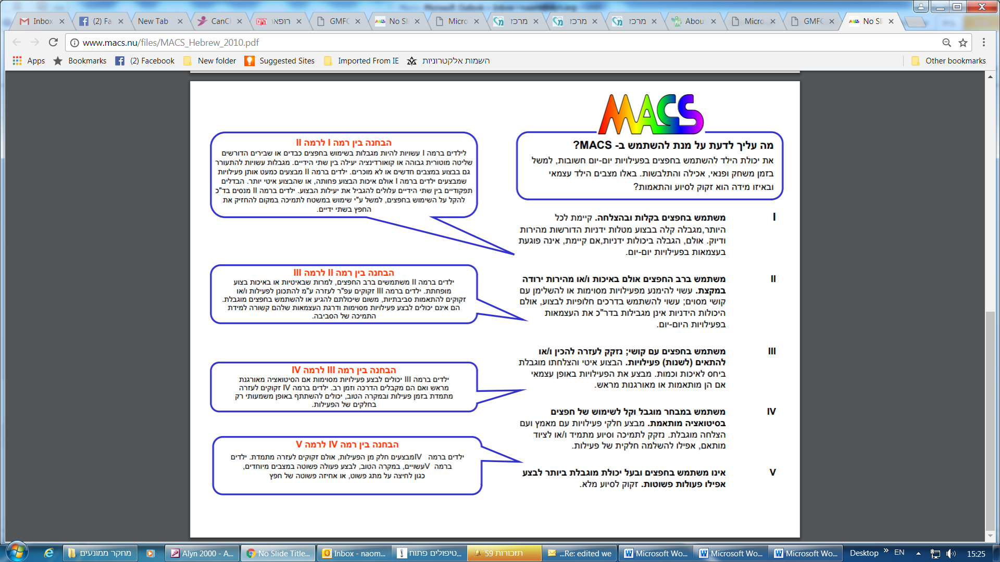 Microsoft Outlook - Inbox
Inbox
(2) Fa
New Tab
CanCl
רופאו
GMFC
No Sli
Micro
מרכז
מרכז
מרכז
Abou
Micro
GMFC
No Sli
www.macs.nu/files/MACS_Hebrew_2010.pdf
Apps
Bookmarks
(2) Facebook
New folder
Suggested Sites
Imported From IE
השמות אלקטרוניות
Other bookmarks
MACS
מה עליך לדעת על מנת להשתמש ב- MACS?
את יכולת הילד להשתמש בחפצים בפעילויות יום-יום חשובות, למשל
בזמן משחק ופנאי, אכילה והתלבשות. באלו מצבים הילד עצמאי
ובאיזו מידה הוא זקוק לסיוע והתאמות?
I משתמש בחפצים בקלות ובהצלחה. קיימת לכל
היותר,מגבלה קלה בבצוע מטלות ידניות הדורשות מהירות
ודיוק. אולם, הגבלה ביכולות ידניות,אם קיימת, אינה פוגעת
בעצמאות בפעילויות יום-יום.
II משתמש ברב החפצים אולם באיכות ו/או מהירות ירודה
במקצת. עשוי להימנע מפעילויות מסוימות או להשלימן עם
קושי מסוים; עשוי להשתמש בדרכים חלופיות לבצוע, אולם
היכולות הידניות אינן מגבילות בדר"כ את העצמאות
בפעילויות היום-יום.
III משתמש בחפצים עם קושי; נזקק לעזרה להכין ו/או
להתאים (לשנות) פעילויות. הבצוע איטי והצלחתו מוגבלת
ביחס לאיכות וכמות. מבצע את הפעילויות באופן עצמאי
אם הן מותאמות או מאורגנות מראש.
IV משתמש במבחר מוגבל וקל לשימוש של חפצים
בסיטואציה מותאמת. מבצע חלקי פעילויות עם מאמץ ועם
הצלחה מוגבלת. נזקק לתמיכה וסיוע מתמיד ו/או לציוד
מותאם, אפילו להשלמה חלקית של פעילות.
V אינו משתמש בחפצים ובעל יכולת מוגבלת ביותר לבצע
אפילו פעולות פשוטות. זקוק לסיוע מלא.
הבחנה בין רמה I לרמה II
לילדים ברמה I עשויות להיות מגבלות בשימוש בחפצים כבדים או שבירים הדורשים
שליטה מוטורית גבוהה או קואורדינציה יעילה בין שתי הידיים. מגבלות עשויות להתעורר
גם בבצוע במצבים חדשים או לא מוכרים. ילדים ברמה II מבצעים כמעט אותן פעילויות
שמבצעים ילדים ברמה I אולם איכות הבצוע פחותה, או שהבצוע איטי יותר. הבדלים
תפקודיים בין שתי הידיים עלולים להגביל את יעילות הבצוע. ילדים ברמה II מנסים בד"כ
להקל על השימוש בחפצים, למשל ע"י שימוש במשטח לתמיכה במקום להחזיק את
החפץ בשתי ידיים.
הבחנה בין רמה II לרמה III
ילדים ברמה II משתמשים ברב החפצים, למרות שבאיטיות או באיכות בצוע
מופחתת. ילדים ברמה III זקוקים עפ"ר לעזרה ע"מ להתכונן לפעילות ו/או
זקוקים להתאמות סביבתיות, משום שיכולתם להגיע או להשתמש בחפצים מוגבלת.
הם אינם יכולים לבצע פעילויות מסוימות ודרגת העצמאות שלהם קשורה למידת
התמיכה של הסביבה.
הבחנה בין רמה III לרמה IV
ילדים ברמה III יכולים לבצע פעילויות מסוימות אם הסיטואציה מאורגנת
מראש ואם הם מקבלים הדרכה וזמן רב. ילדים ברמה IV זקוקים לעזרה
מתמדת בזמן פעילות ובמקרה הטוב, יכולים להשתתף באופן משמעותי רק
בחלקים של הפעילות.
הבחנה בין רמה IV לרמה V
ילדים ברמה IVמבצעים חלק מן הפעילות, אולם זקוקים לעזרה מתמדת. ילדים
ברמה Vעשויים, במקרה הטוב, לבצע פעולה פשוטה במצבים מיוחדים,
כגון לחיצה על מתג פשוט, או אחיזה פשוטה של חפץ
מחקר ממונעים
Alyn 2000 - A...
No Slide Title...
Inbox - naom...
טיפולים פתוח...
59 תזכורות
...Re: edited we
Microsoft Wo...
Microsoft Wo...
Microsoft Wo...
Desktop
EN
15:25